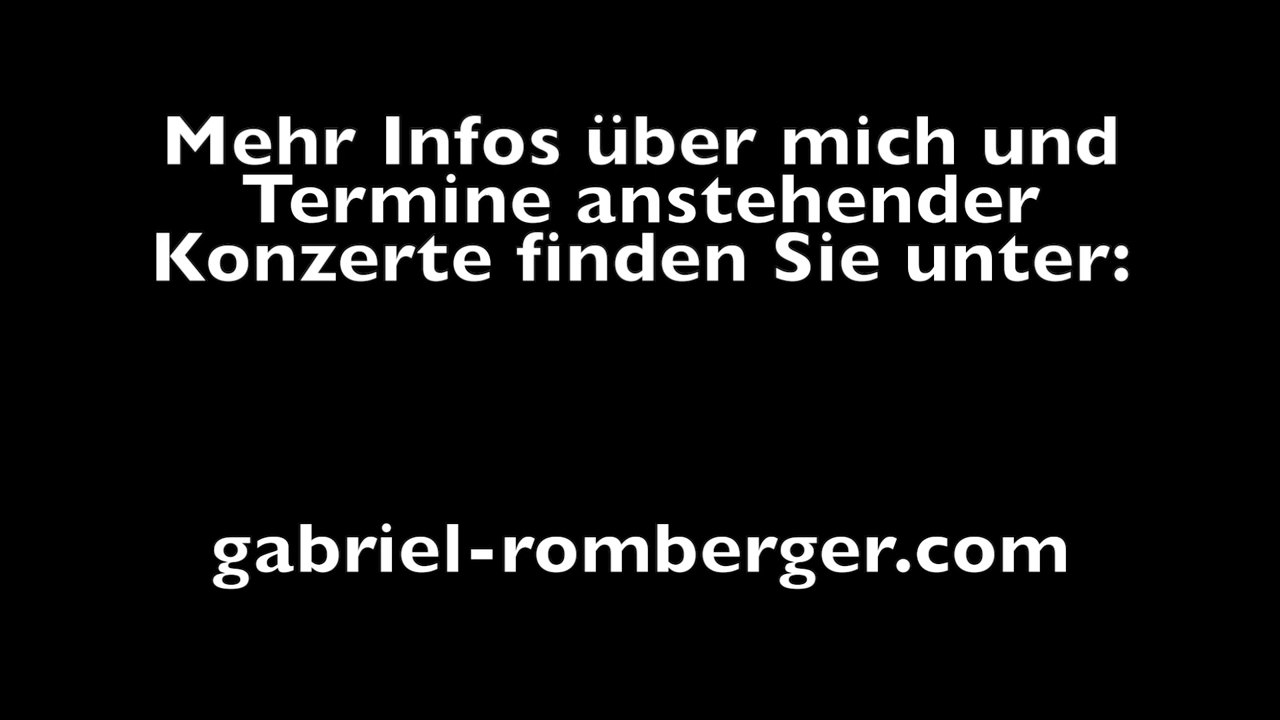 Mehr Infos über mich und
Termine anstehender
Konzerte finden Sie unter:
gabriel-romberger.com